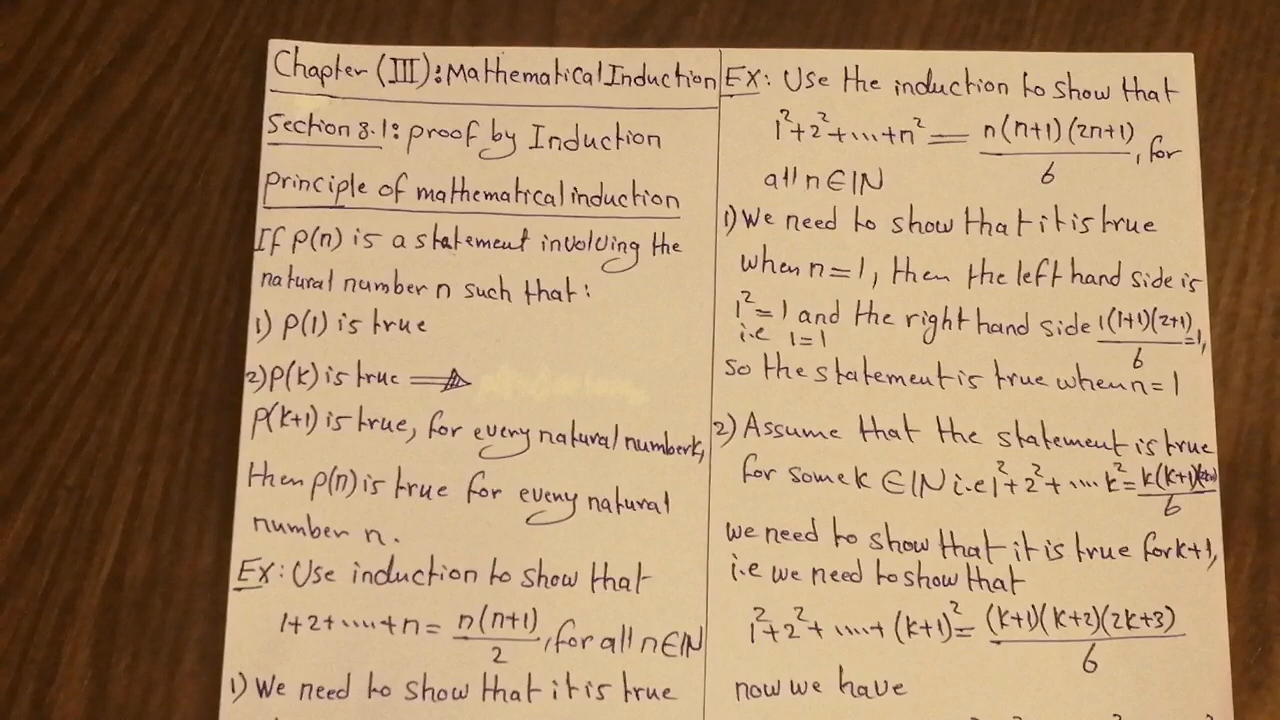 Chapter (III): Mathematical Induction
Section 3.1: proof by Induction
principle of mathematical induction
If P(n) is a statement involving the
natural number n such that:
1) P(1) is true
2) P(k) is true ⟹
P(k+1) is true, for every natural number k,
then p(n) is true for every natural
number n.
EX: Use induction to show that
1+2+.....+n = n(n+1)/2, for all n∈IN
1) We need to show that it is true
EX: Use the induction to show that
1²+2²+....+n² = n(n+1)(2n+1)/6, for
all n∈IN
1) We need to show that it is true
when n=1, then the left hand side is
1²=1 and the right hand side 1(1+1)(2+1)/6=1,
i.e 1=1
so the statement is true when n=1
2) Assume that the statement is true
for some k∈IN i.e 1²+2²+....k²= k(k+1)(2k+1)/6
we need to show that it is true for k+1,
i.e we need to show that
1²+2²+.....+(k+1)²= (k+1)(k+2)(2k+3)/6
now we have